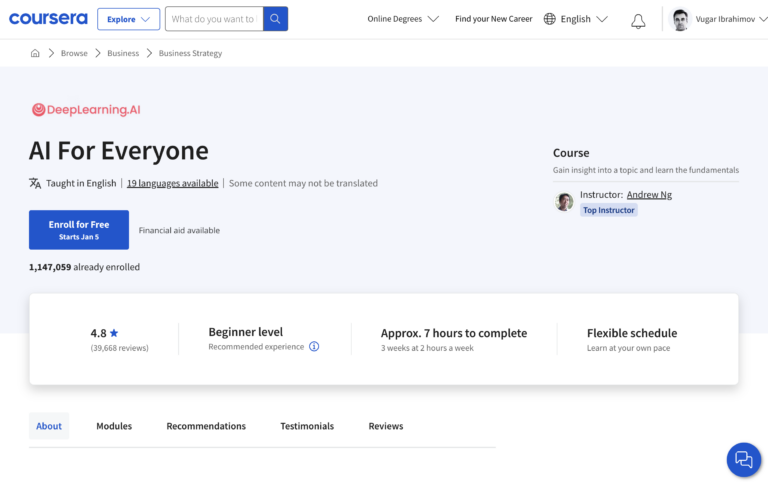 coursera
Explore
What do you want to
Online Degrees
Find your New Career
English
Vugar Ibrahimov
Browse
Business
Business Strategy
DeepLearning.AI
AI For Everyone
Taught in English | 19 languages available | Some content may not be translated
Enroll for Free
Starts Jan 5
Financial aid available
1,147,059 already enrolled
Course
Gain insight into a topic and learn the fundamentals
Instructor: Andrew Ng
Top Instructor
4.8
(39,668 reviews)
Beginner level
Recommended experience
Approx. 7 hours to complete
3 weeks at 2 hours a week
Flexible schedule
Learn at your own pace
About
Modules
Recommendations
Testimonials
Reviews